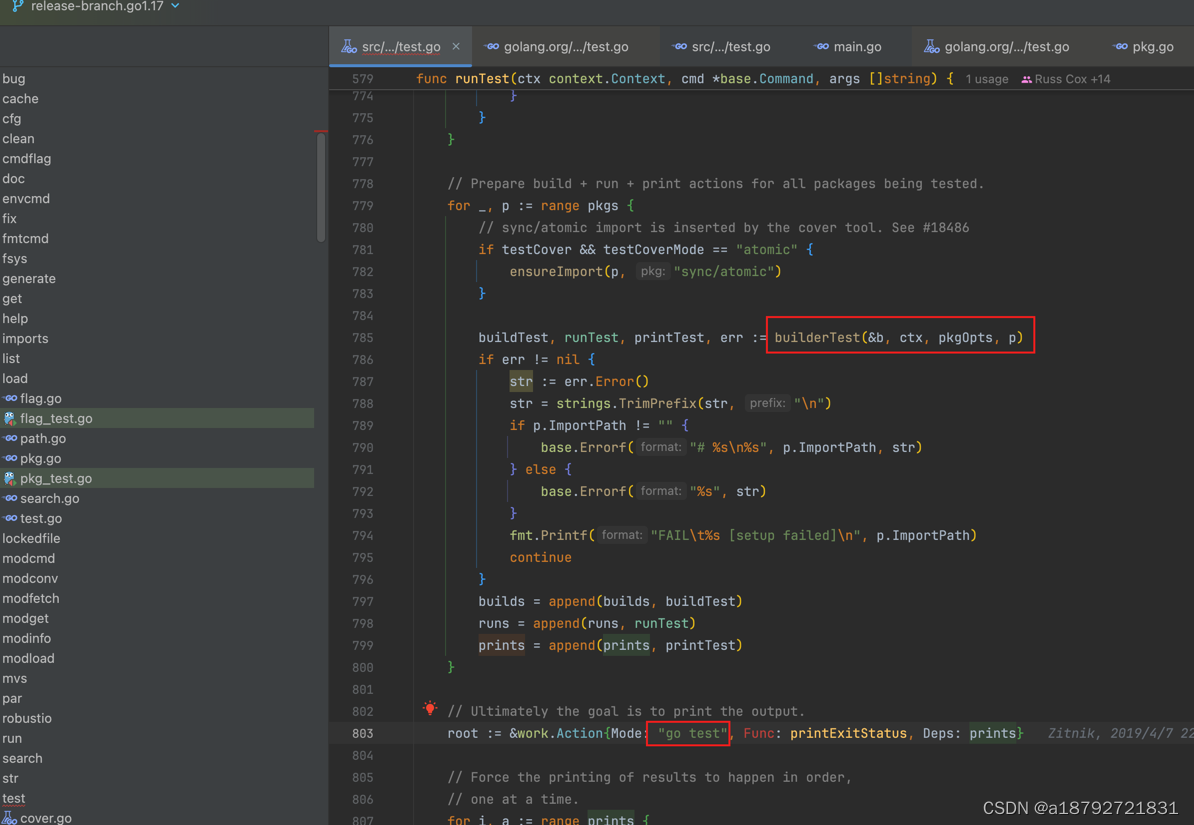 release-branch.go1.17
src/.../test.go
golang.org/.../test.go
src/.../test.go
main.go
golang.org/.../test.go
pkg.go
bug
cache
cfg
clean
cmdflag
doc
envcmd
fix
fmtcmd
fsys
generate
get
help
imports
list
load
flag.go
flag_test.go
path.go
pkg.go
pkg_test.go
search.go
test.go
lockedfile
modcmd
modconv
modfetch
modget
modinfo
modload
mvs
par
robustio
run
search
str
test
cover.go
579 func runTest(ctx context.Context, cmd *base.Command, args []string) { 1 usage Russ Cox +14
774 }
775 }
776 }
777
778 // Prepare build + run + print actions for all packages being tested.
779 for _, p := range pkgs {
780 // sync/atomic import is inserted by the cover tool. See #18486
781 if testCover && testCoverMode == "atomic" {
782 ensureImport(p, pkg: "sync/atomic")
783 }
784
785 buildTest, runTest, printTest, err := builderTest(&b, ctx, pkgOpts, p)
786 if err != nil {
787 str := err.Error()
788 str = strings.TrimPrefix(str, prefix: "\n")
789 if p.ImportPath != "" {
790 base.Errorf( format: "# %s\n%s", p.ImportPath, str)
791 } else {
792 base.Errorf( format: "%s", str)
793 }
794 fmt.Printf( format: "FAIL\t%s [setup failed]\n", p.ImportPath)
795 continue
796 }
797 builds = append(builds, buildTest)
798 runs = append(runs, runTest)
799 prints = append(prints, printTest)
800 }
801
802 // Ultimately the goal is to print the output.
803 root := &work.Action{Mode: "go test", Func: printExitStatus, Deps: prints} Zitnik, 2019/4/7 22
804
805 // Force the printing of results to happen in order,
806 // one at a time.
807 for i, a := range prints {
CSDN @a18792721831